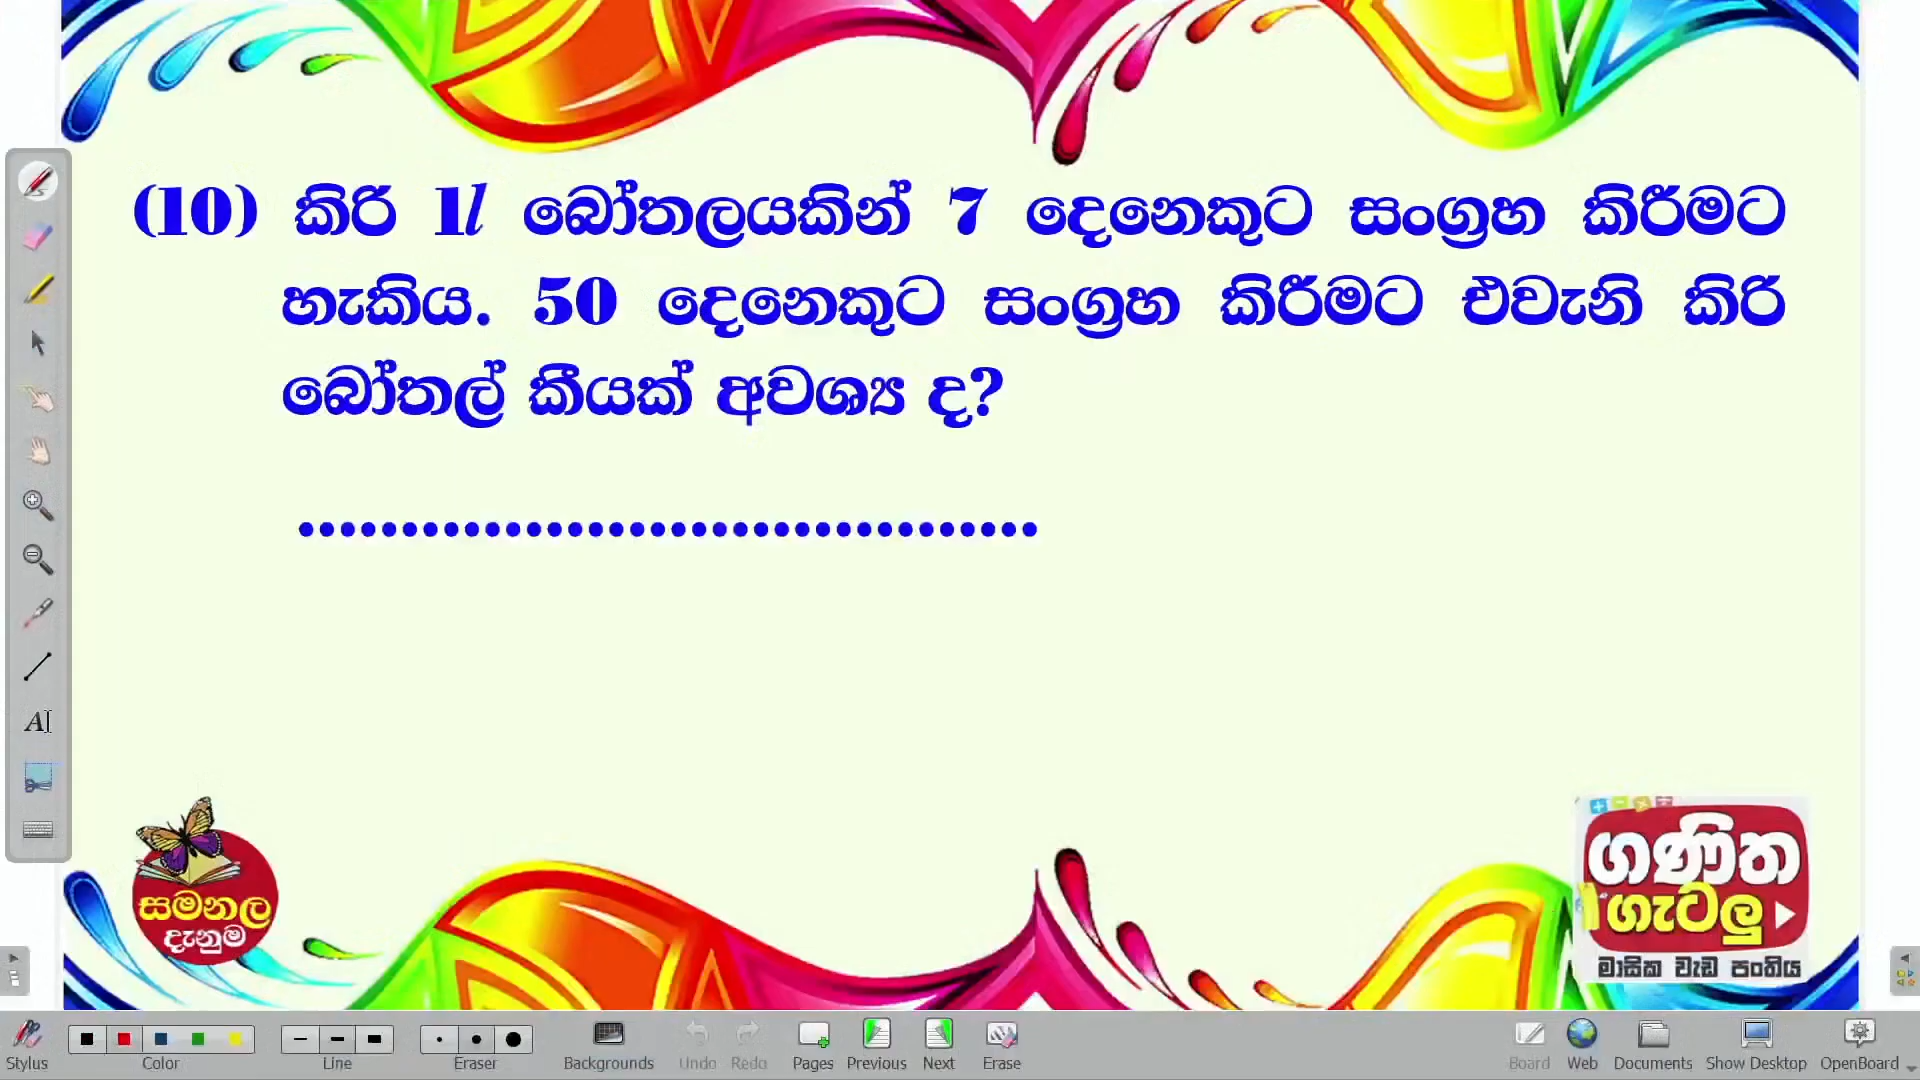 (10) කිරි 1l බෝතලයකින් 7 දෙනෙකුට සංග්‍රහ කිරීමට
හැකිය. 50 දෙනෙකුට සංග්‍රහ කිරීමට එවැනි කිරි
බෝතල් කීයක් අවශ්‍ය ද?
....................................
සමනල
දැනුම
ගණිත
ගැටලු
මාසික වැඩ පංතිය
Stylus Color Line Eraser Backgrounds Undo Redo Pages Previous Next Erase Board Web Documents Show Desktop OpenBoard